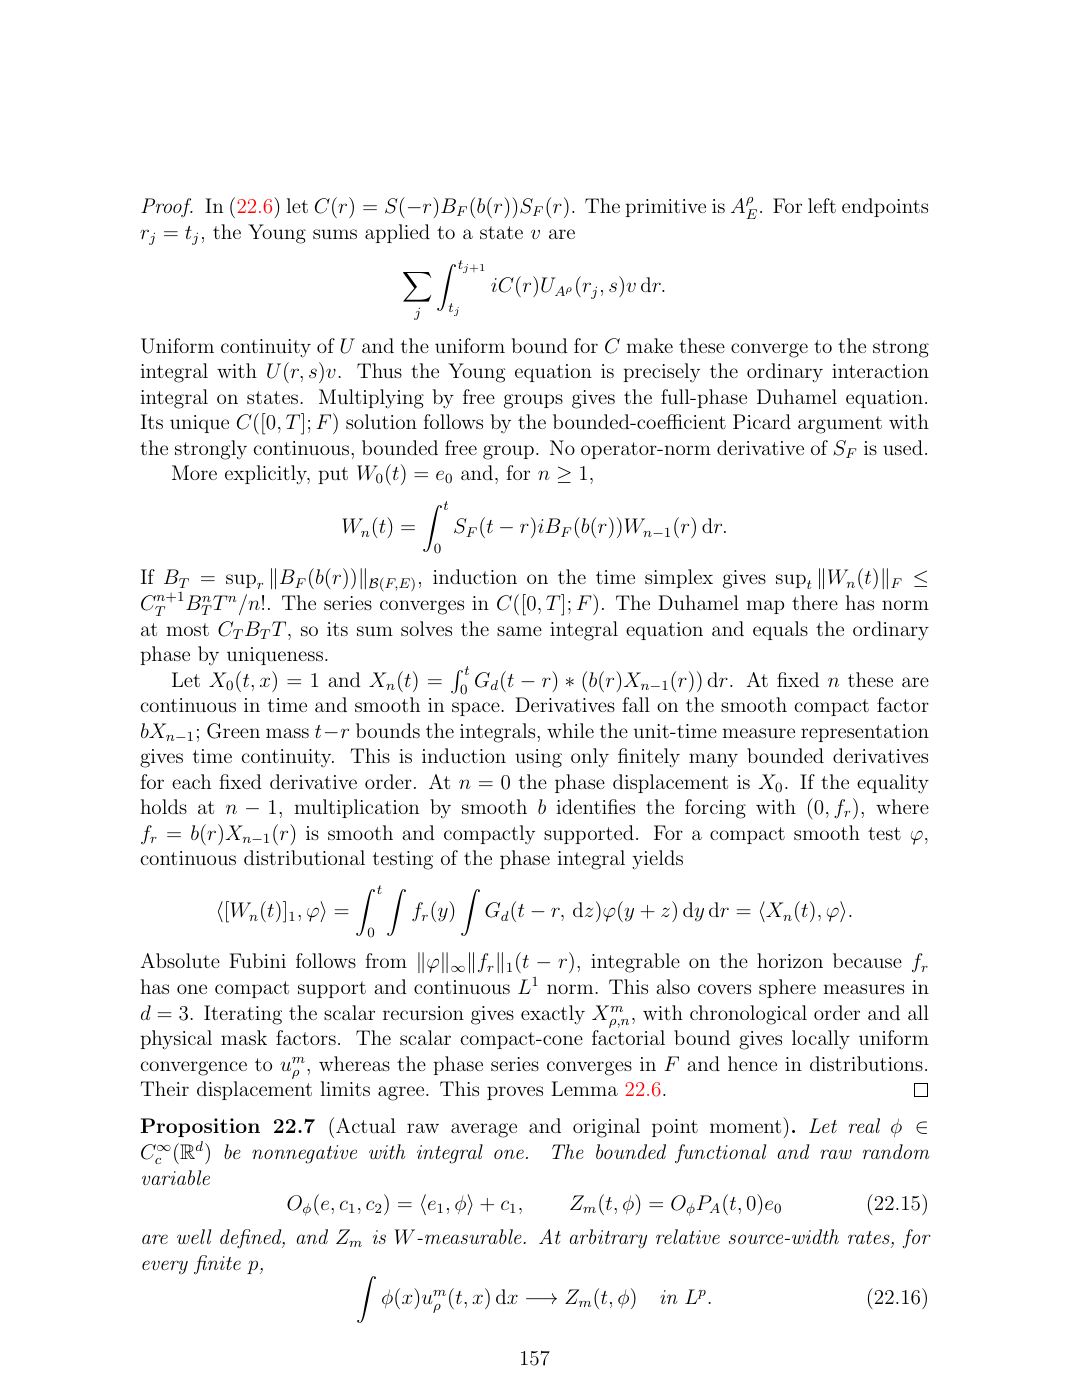 Proof. In (22.6) let C(r) = S(−r)B_F(b(r))S_F(r). The primitive is A_E^ρ. For left endpoints
r_j = t_j, the Young sums applied to a state v are
∑_j ∫_{t_j}^{t_{j+1}} iC(r)U_{A^ρ}(r_j, s)v dr.
Uniform continuity of U and the uniform bound for C make these converge to the strong
integral with U(r, s)v. Thus the Young equation is precisely the ordinary interaction
integral on states. Multiplying by free groups gives the full-phase Duhamel equation.
Its unique C([0, T]; F) solution follows by the bounded-coefficient Picard argument with
the strongly continuous, bounded free group. No operator-norm derivative of S_F is used.
More explicitly, put W_0(t) = e_0 and, for n ≥ 1,
W_n(t) = ∫_0^t S_F(t − r)iB_F(b(r))W_{n−1}(r) dr.
If B_T = sup_r ‖B_F(b(r))‖_{B(F,E)}, induction on the time simplex gives sup_t ‖W_n(t)‖_F ≤
C_T^{n+1}B_T^nT^n/n!. The series converges in C([0, T]; F). The Duhamel map there has norm
at most C_TB_TT, so its sum solves the same integral equation and equals the ordinary
phase by uniqueness.
Let X_0(t, x) = 1 and X_n(t) = ∫_0^t G_d(t − r) ∗ (b(r)X_{n−1}(r)) dr. At fixed n these are
continuous in time and smooth in space. Derivatives fall on the smooth compact factor
bX_{n−1}; Green mass t−r bounds the integrals, while the unit-time measure representation
gives time continuity. This is induction using only finitely many bounded derivatives
for each fixed derivative order. At n = 0 the phase displacement is X_0. If the equality
holds at n − 1, multiplication by smooth b identifies the forcing with (0, f_r), where
f_r = b(r)X_{n−1}(r) is smooth and compactly supported. For a compact smooth test φ,
continuous distributional testing of the phase integral yields
⟨[W_n(t)]_1, φ⟩ = ∫_0^t ∫ f_r(y) ∫ G_d(t − r, dz)φ(y + z) dy dr = ⟨X_n(t), φ⟩.
Absolute Fubini follows from ‖φ‖_∞‖f_r‖_1(t − r), integrable on the horizon because f_r
has one compact support and continuous L^1 norm. This also covers sphere measures in
d = 3. Iterating the scalar recursion gives exactly X_{ρ,n}^m, with chronological order and all
physical mask factors. The scalar compact-cone factorial bound gives locally uniform
convergence to u_ρ^m, whereas the phase series converges in F and hence in distributions.
Their displacement limits agree. This proves Lemma 22.6. □
Proposition 22.7 (Actual raw average and original point moment). Let real ϕ ∈
C_c^∞(ℝ^d) be nonnegative with integral one. The bounded functional and raw random
variable
O_ϕ(e, c_1, c_2) = ⟨e_1, ϕ⟩ + c_1, Z_m(t, ϕ) = O_ϕP_A(t, 0)e_0 (22.15)
are well defined, and Z_m is W-measurable. At arbitrary relative source-width rates, for
every finite p,
∫ ϕ(x)u_ρ^m(t, x) dx ⟶ Z_m(t, ϕ) in L^p. (22.16)
157